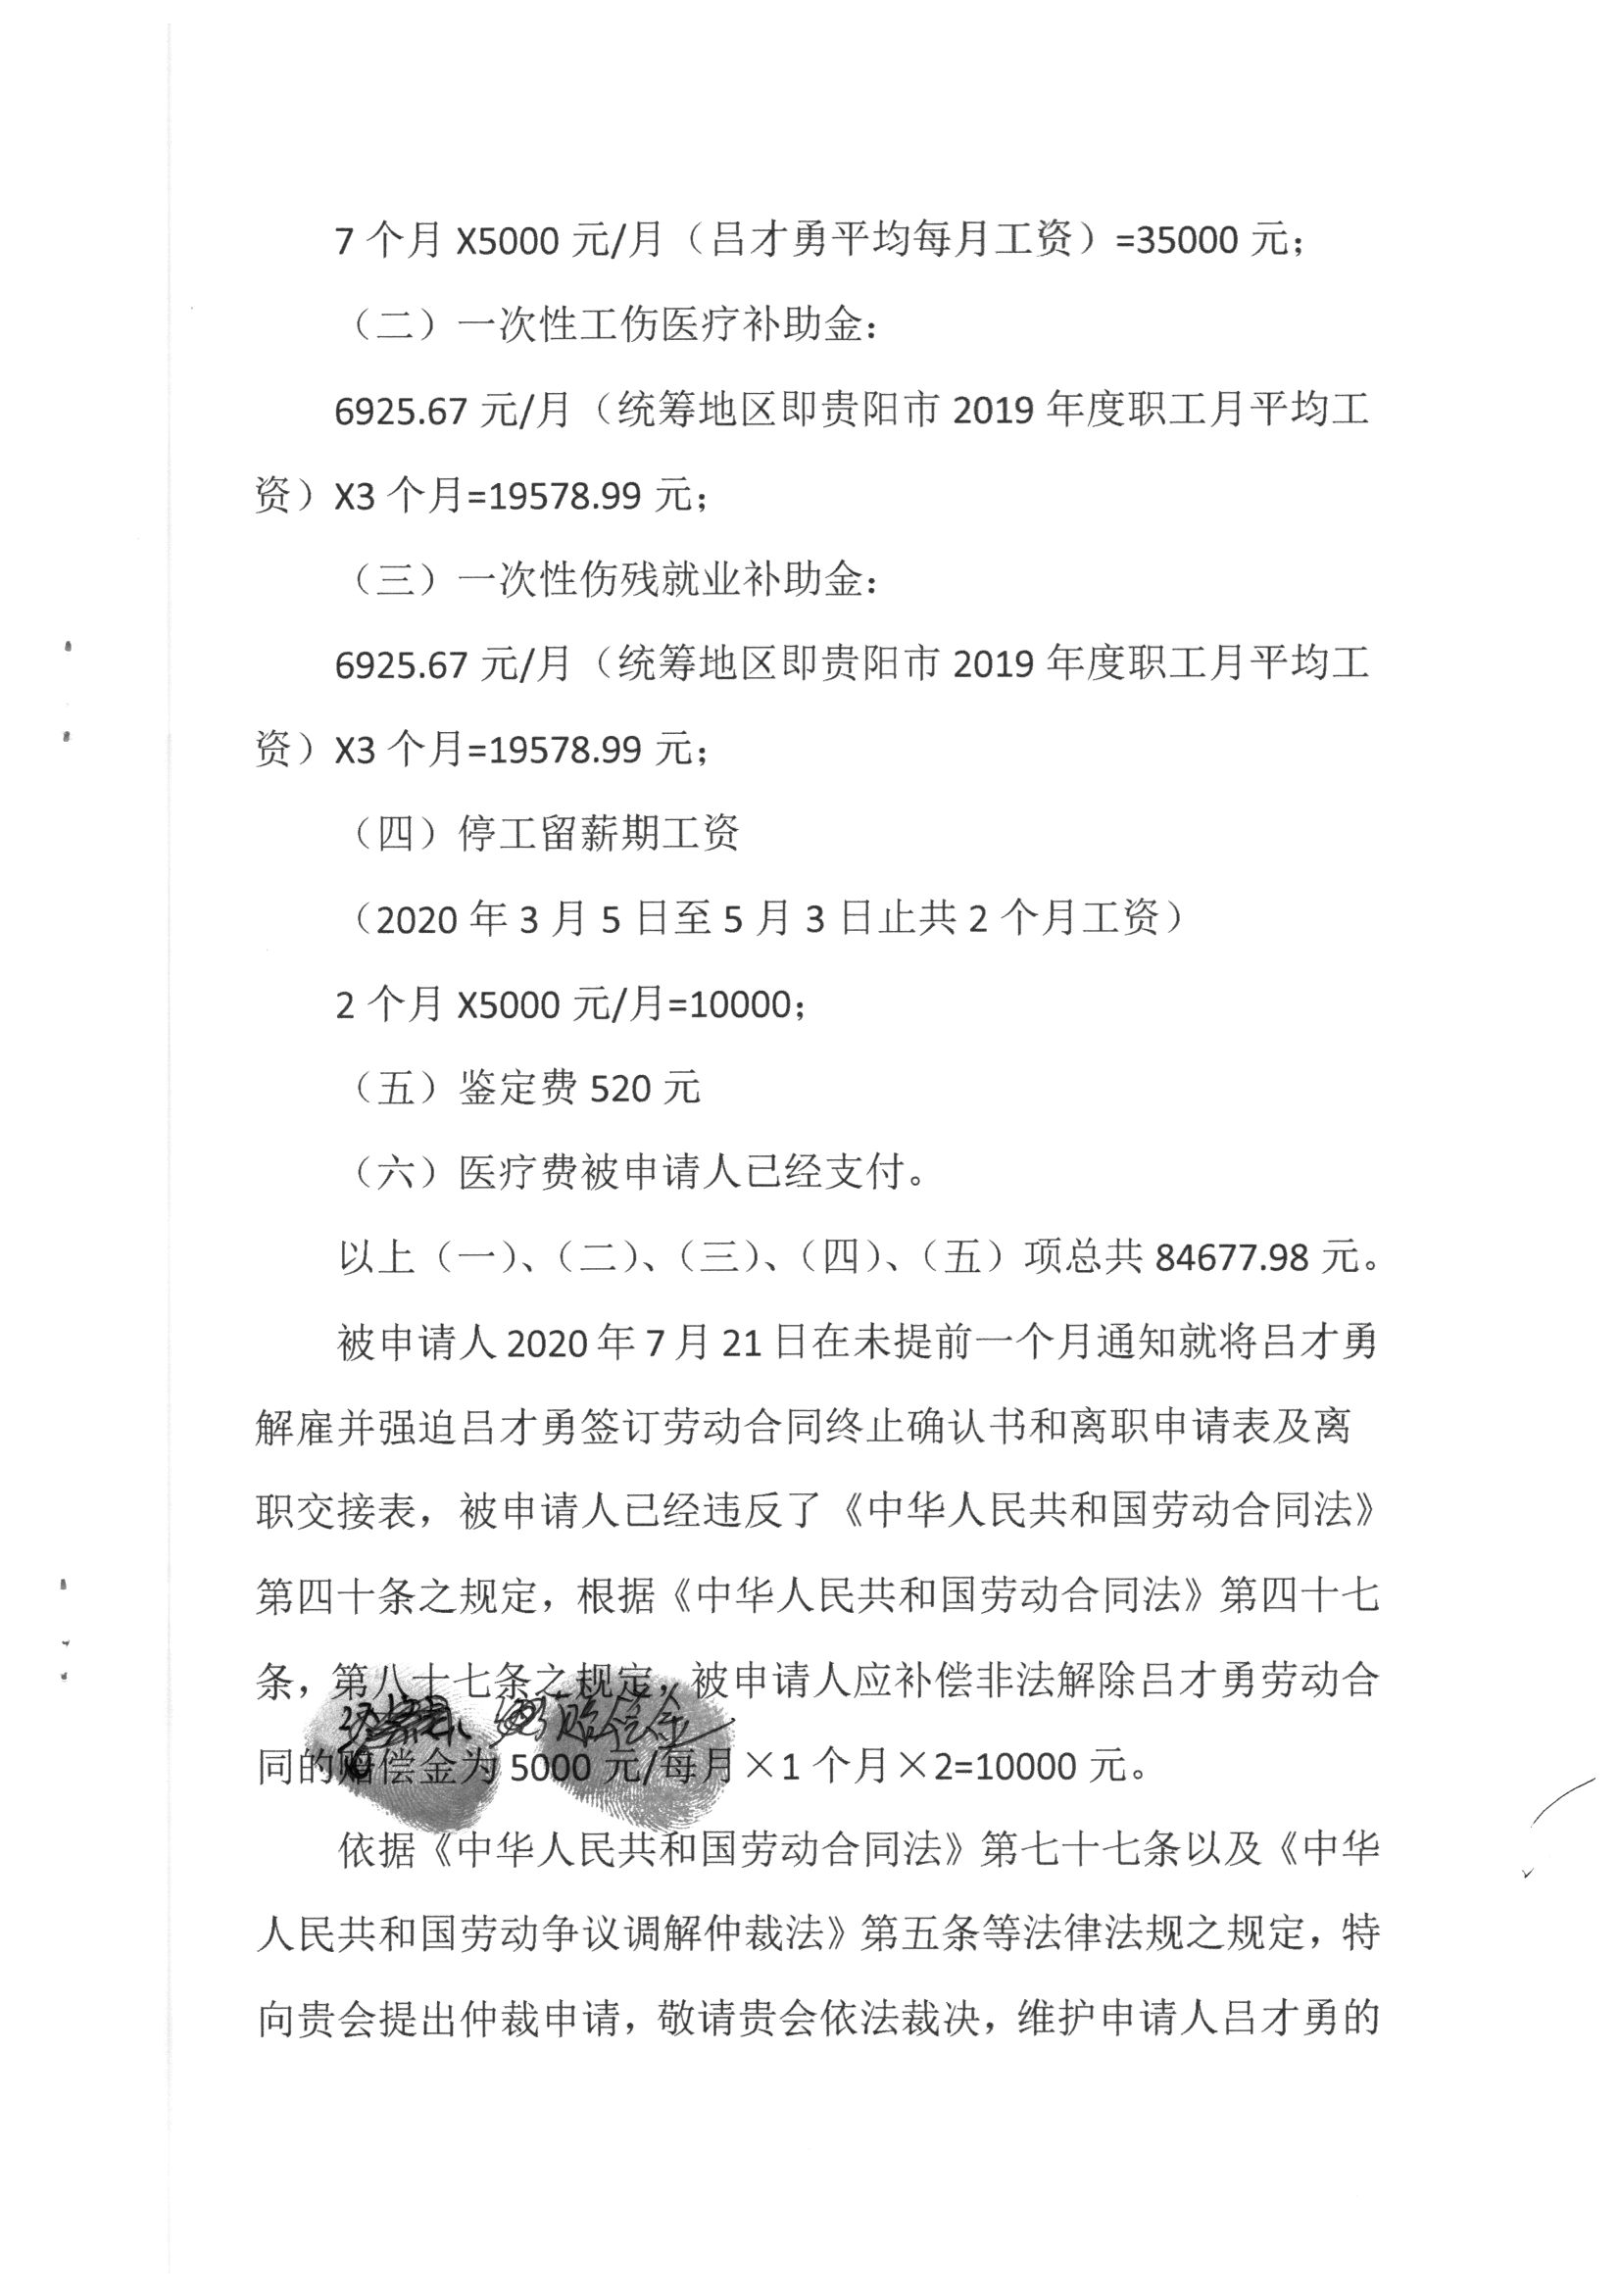 7 个月 X5000 元/月（吕才勇平均每月工资）=35000 元；
（二）一次性工伤医疗补助金：
6925.67 元/月（统筹地区即贵阳市 2019 年度职工月平均工
资）X3 个月=19578.99 元；
（三）一次性伤残就业补助金：
6925.67 元/月（统筹地区即贵阳市 2019 年度职工月平均工
资）X3 个月=19578.99 元；
（四）停工留薪期工资
（2020 年 3 月 5 日至 5 月 3 日止共 2 个月工资）
2 个月 X5000 元/月=10000；
（五）鉴定费 520 元
（六）医疗费被申请人已经支付。
以上（一）、（二）、（三）、（四）、（五）项总共 84677.98 元。
被申请人 2020 年 7 月 21 日在未提前一个月通知就将吕才勇
解雇并强迫吕才勇签订劳动合同终止确认书和离职申请表及离
职交接表，被申请人已经违反了《中华人民共和国劳动合同法》
第四十条之规定，根据《中华人民共和国劳动合同法》第四十七
条，第八十七条之规定，被申请人应补偿非法解除吕才勇劳动合
赔偿金
同的赔偿金为 5000 元/每月×1 个月×2=10000 元。
依据《中华人民共和国劳动合同法》第七十七条以及《中华
人民共和国劳动争议调解仲裁法》第五条等法律法规之规定，特
向贵会提出仲裁申请，敬请贵会依法裁决，维护申请人吕才勇的